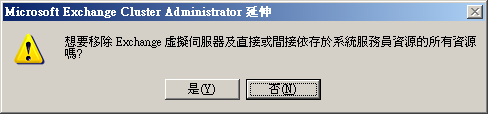 Microsoft Exchange Cluster Administrator 延伸
想要移除 Exchange 虛擬伺服器及直接或間接依存於系統服務員資源的所有資源
嗎?
是(Y) 否(N)